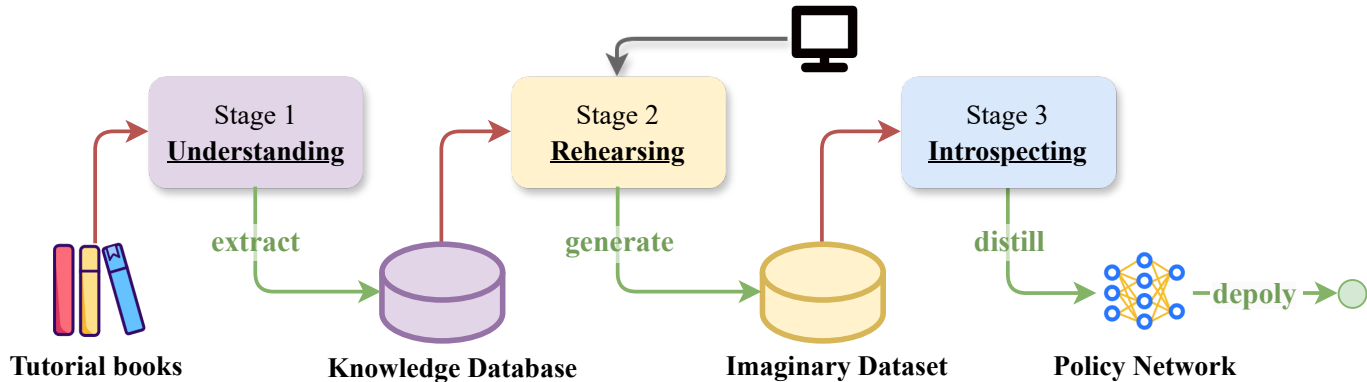 Stage 1
Understanding
Stage 2
Rehearsing
Stage 3
Introspecting
extract
generate
distill
depoly
Tutorial books
Knowledge Database
Imaginary Dataset
Policy Network